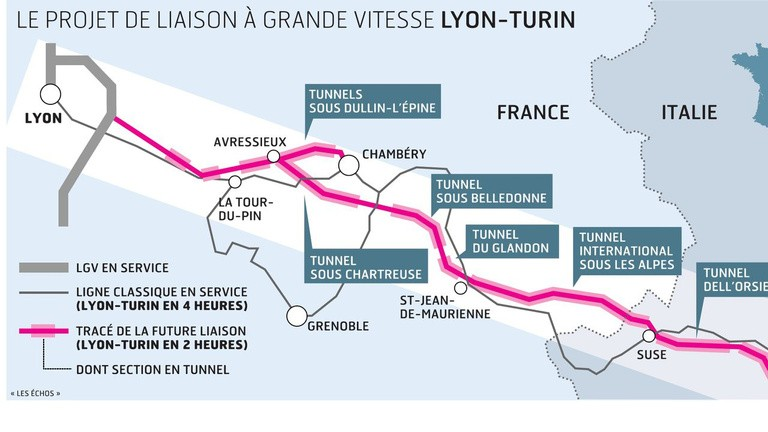 LE PROJET DE LIAISON À GRANDE VITESSE LYON-TURIN
LYON
TUNNELS
SOUS DULLIN-L'ÉPINE
FRANCE
ITALIE
AVRESSIEUX
CHAMBÉRY
LA TOUR-
DU-PIN
TUNNEL
SOUS BELLEDONNE
TUNNEL
DU GLANDON
TUNNEL
INTERNATIONAL
SOUS LES ALPES
TUNNEL
SOUS CHARTREUSE
TUNNEL
DELL'ORSIE
ST-JEAN-
DE-MAURIENNE
GRENOBLE
SUSE
LGV EN SERVICE
LIGNE CLASSIQUE EN SERVICE
(LYON-TURIN EN 4 HEURES)
TRACÉ DE LA FUTURE LIAISON
(LYON-TURIN EN 2 HEURES)
DONT SECTION EN TUNNEL
« LES ÉCHOS »